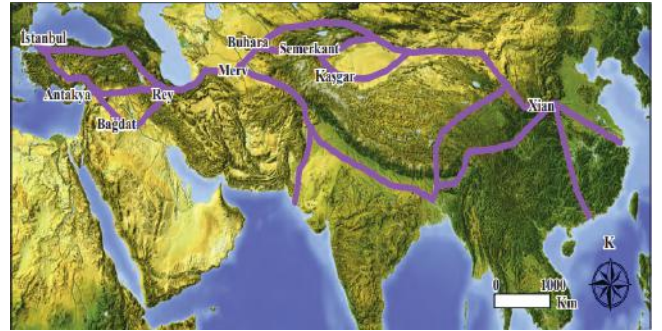 İstanbul
Buhara
Semerkant
Merv
Kaşgar
Antakya
Rey
Xian
Bağdat
K
0 1000
Km